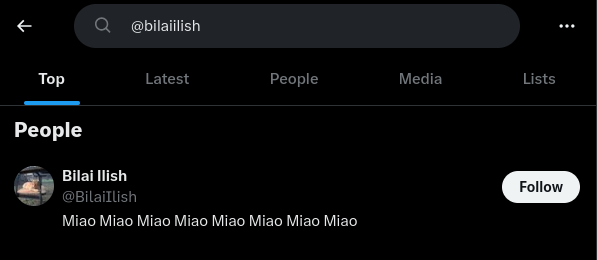 @bilaiilish
Top Latest People Media Lists
People
Bilai Ilish
Follow
@BilaiIlish
Miao Miao Miao Miao Miao Miao Miao Miao